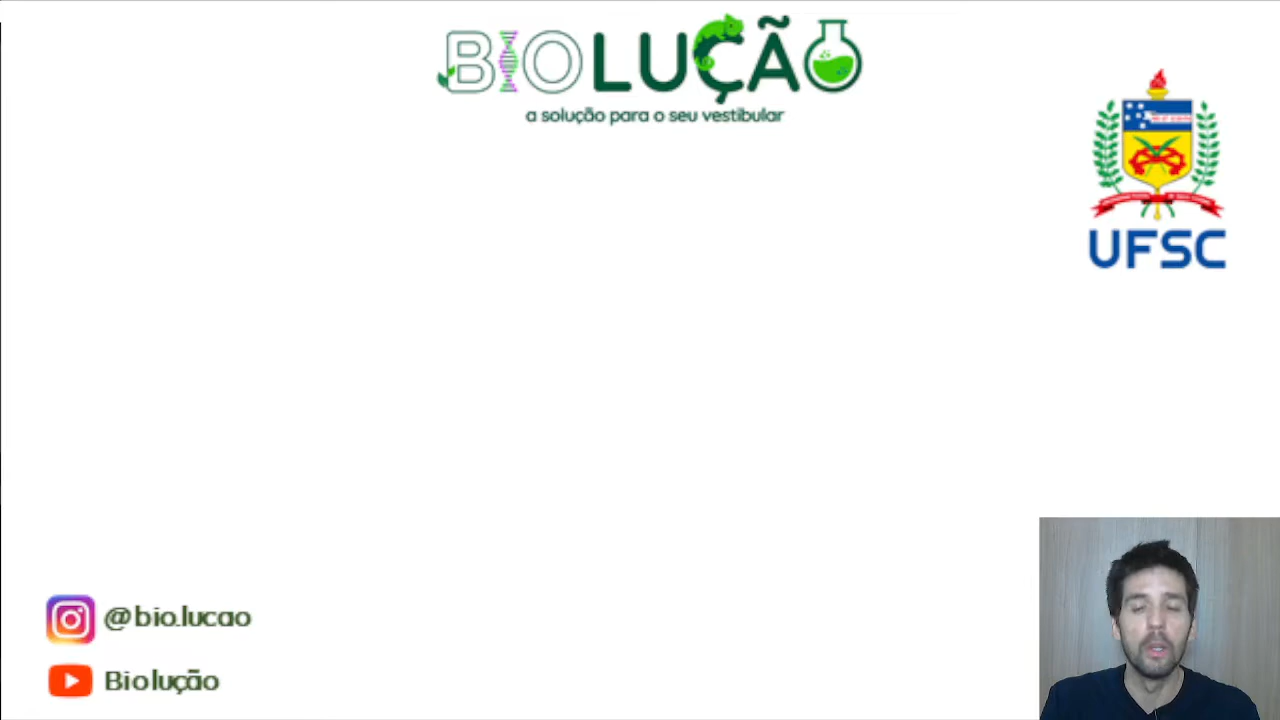 BIOLUÇÃO
a solução para o seu vestibular
UFSC
@bio.lucao
Biolução